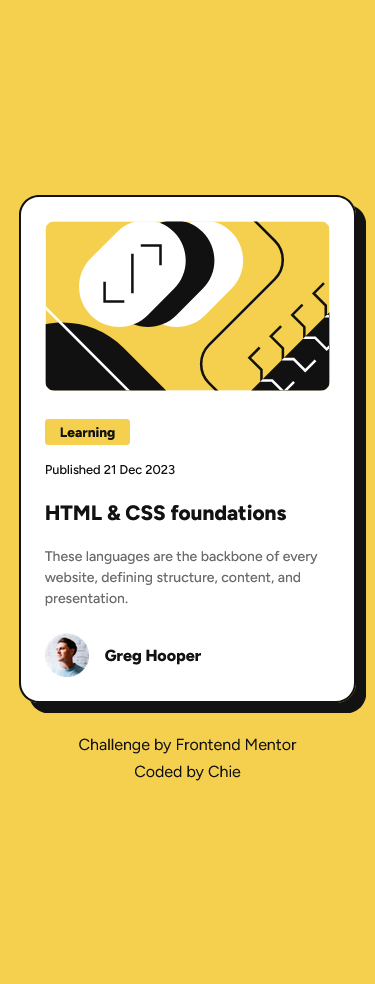 Learning
Published 21 Dec 2023
HTML & CSS foundations
These languages are the backbone of every
website, defining structure, content, and
presentation.
Greg Hooper
Challenge by Frontend Mentor
Coded by Chie